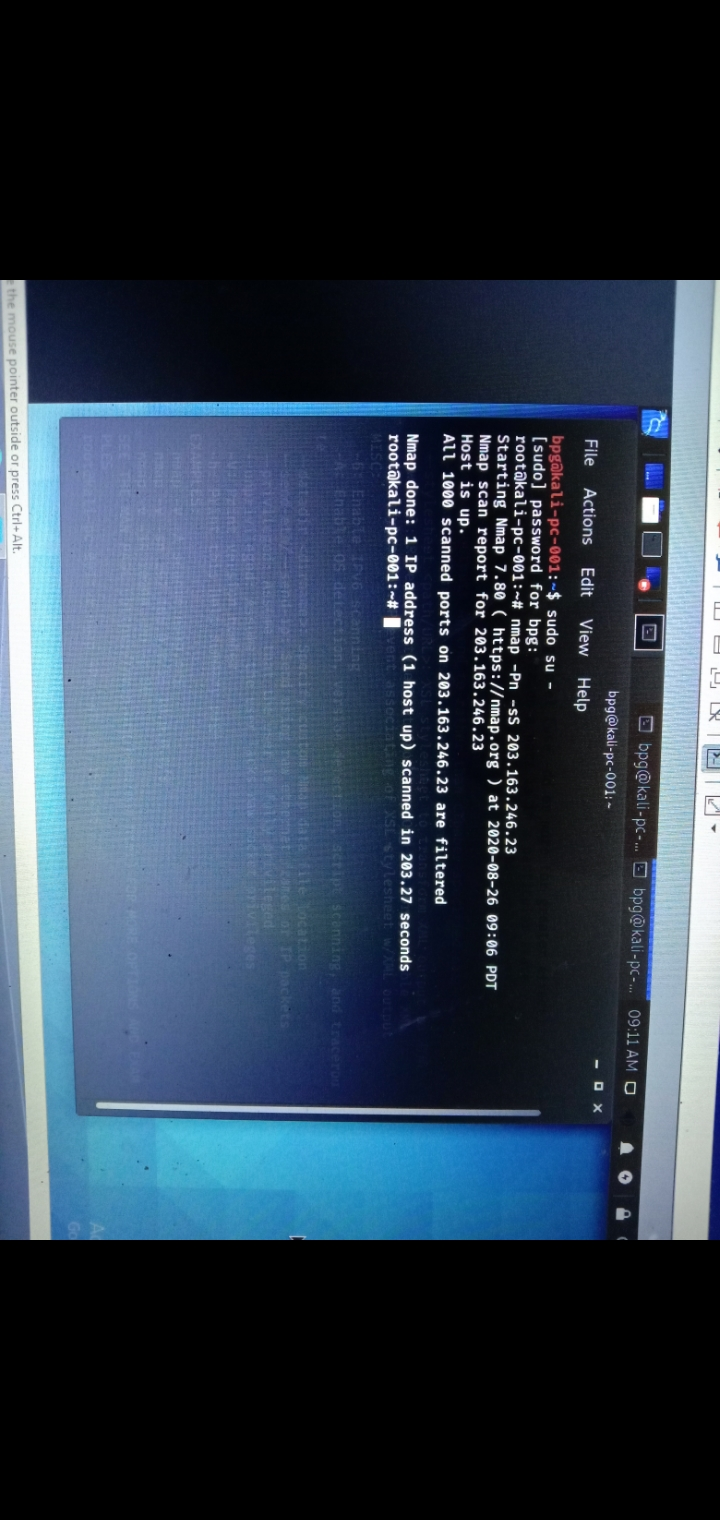 bpg@kali-pc-... bpg@kali-pc-... 09:11 AM
bpg@kali-pc-001:~
File Actions Edit View Help
bpg@kali-pc-001:~$ sudo su -
[sudo] password for bpg:
root@kali-pc-001:~# nmap -Pn -sS 203.163.246.23
Starting Nmap 7.80 ( https://nmap.org ) at 2020-08-26 09:06 PDT
Nmap scan report for 203.163.246.23
Host is up.
All 1000 scanned ports on 203.163.246.23 are filtered
Nmap done: 1 IP address (1 host up) scanned in 203.27 seconds
root@kali-pc-001:~#
the mouse pointer outside or press Ctrl+Alt.